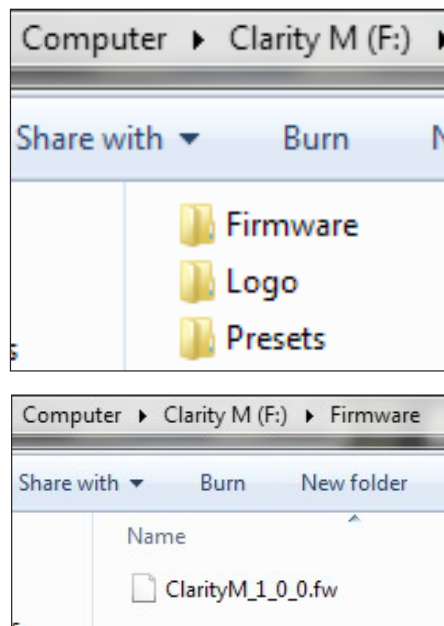 Computer ▸ Clarity M (F:) ▸
Share with ▾ Burn
Firmware
Logo
Presets
Computer ▸ Clarity M (F:) ▸ Firmware
Share with ▾ Burn New folder
Name
ClarityM_1_0_0.fw